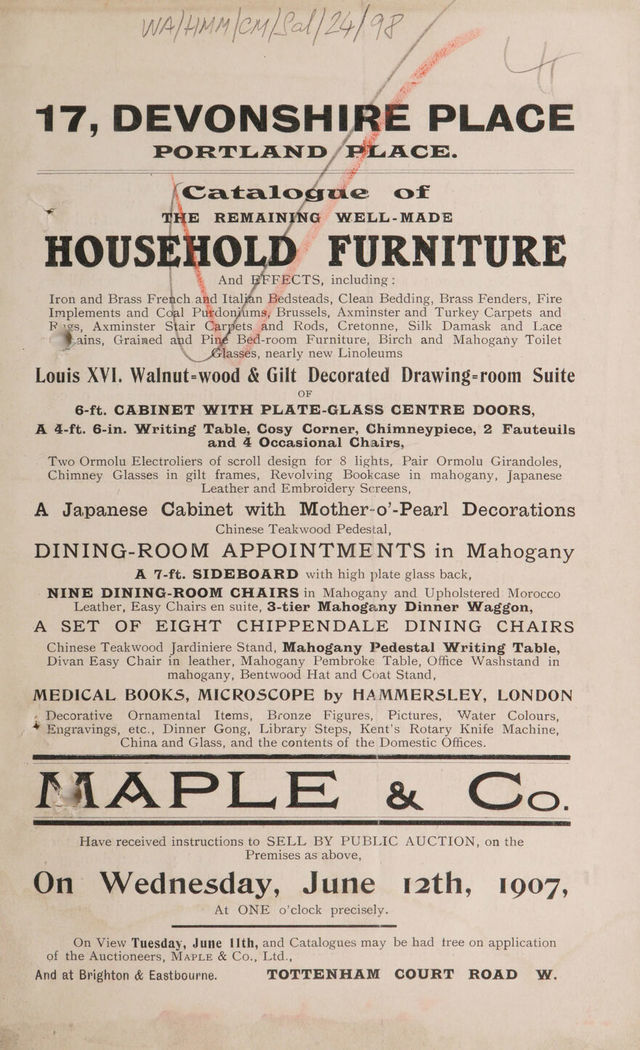 WA/HMM/CM/Sal/24/98
17, DEVONSHIRE PLACE
PORTLAND PLACE.
Catalogue of
THE REMAINING WELL-MADE
HOUSEHOLD FURNITURE
And EFFECTS, including:
Iron and Brass French and Italian Bedsteads, Clean Bedding, Brass Fenders, Fire
Implements and Coal Purdoniums, Brussels, Axminster and Turkey Carpets and
Axminster Stair Carpets and Rods, Cretonne, Silk Damask and Lace
Grained and Pine Bed-room Furniture, Birch and Mahogany Toilet
Glasses, nearly new Linoleums
Louis XVI. Walnut=wood & Gilt Decorated Drawing=room Suite
OF
6-ft. CABINET WITH PLATE-GLASS CENTRE DOORS,
A 4-ft. 6-in. Writing Table, Cosy Corner, Chimneypiece, 2 Fauteuils
and 4 Occasional Chairs,
Two Ormolu Electroliers of scroll design for 8 lights, Pair Ormolu Girandoles,
Chimney Glasses in gilt frames, Revolving Bookcase in mahogany, Japanese
Leather and Embroidery Screens,
A Japanese Cabinet with Mother-o'-Pearl Decorations
Chinese Teakwood Pedestal,
DINING-ROOM APPOINTMENTS in Mahogany
A 7-ft. SIDEBOARD with high plate glass back,
NINE DINING-ROOM CHAIRS in Mahogany and Upholstered Morocco
Leather, Easy Chairs en suite, 3-tier Mahogany Dinner Waggon,
A SET OF EIGHT CHIPPENDALE DINING CHAIRS
Chinese Teakwood Jardiniere Stand, Mahogany Pedestal Writing Table,
Divan Easy Chair in leather, Mahogany Pembroke Table, Office Washstand in
mahogany, Bentwood Hat and Coat Stand,
MEDICAL BOOKS, MICROSCOPE by HAMMERSLEY, LONDON
Decorative Ornamental Items, Bronze Figures, Pictures, Water Colours,
Engravings, etc., Dinner Gong, Library Steps, Kent's Rotary Knife Machine,
China and Glass, and the contents of the Domestic Offices.
MAPLE & Co.
Have received instructions to SELL BY PUBLIC AUCTION, on the
Premises as above,
On Wednesday, June 12th, 1907,
At ONE o'clock precisely.
On View Tuesday, June 11th, and Catalogues may be had free on application
of the Auctioneers, MAPLE & Co., Ltd.,
And at Brighton & Eastbourne. TOTTENHAM COURT ROAD W.